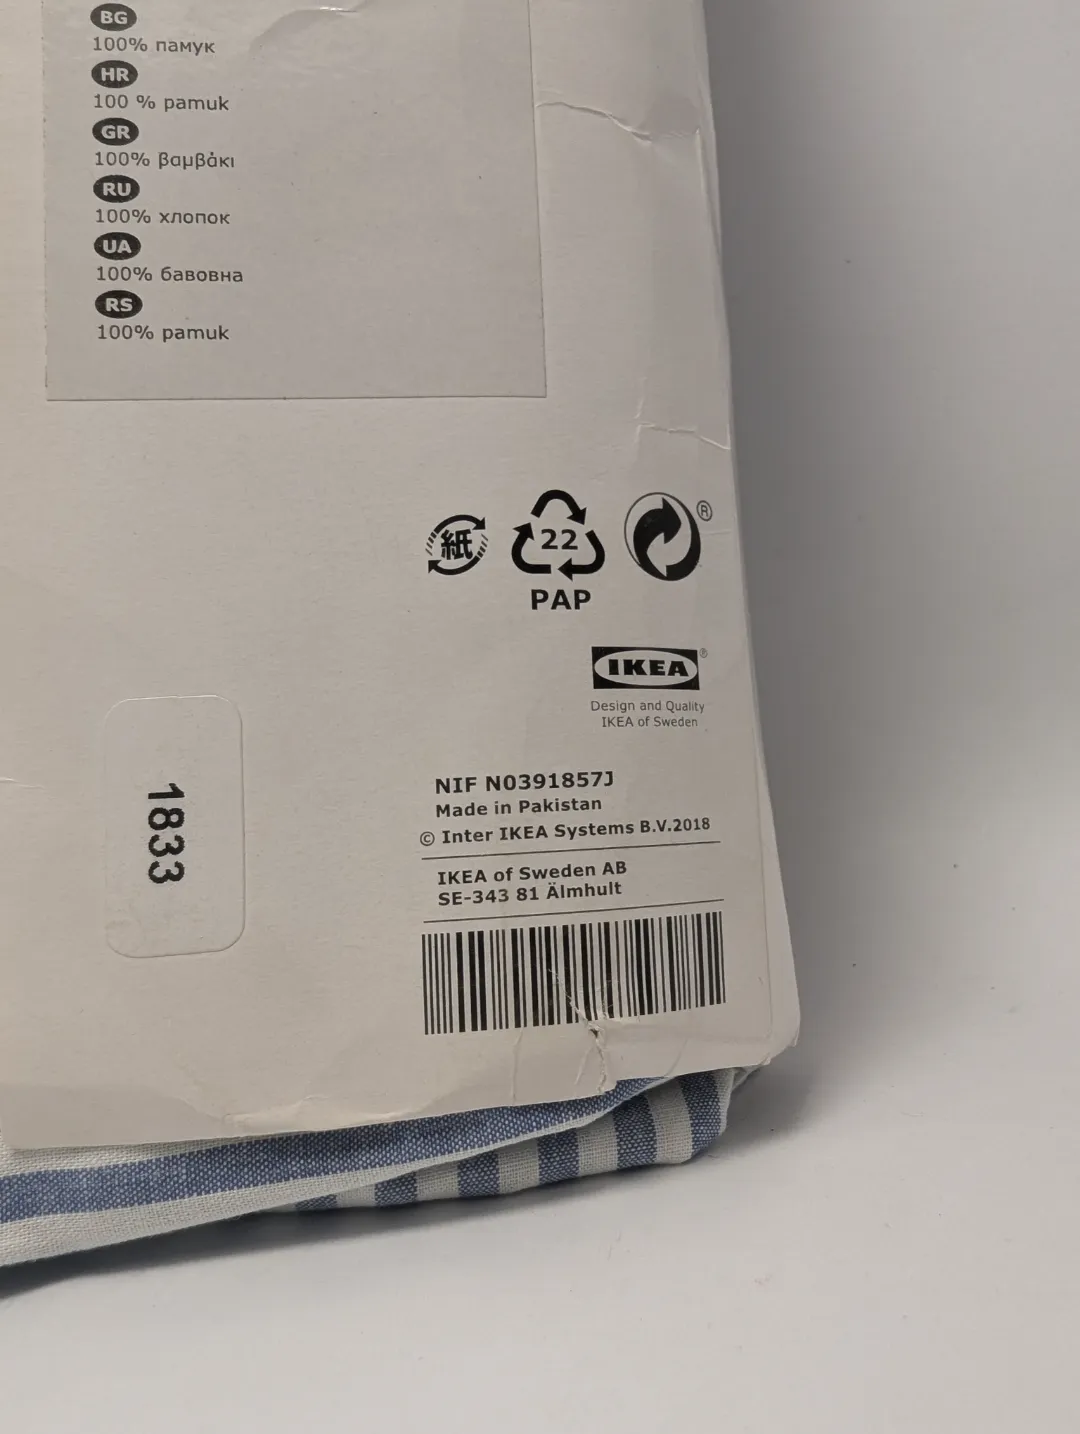 BG
100% памук
HR
100 % pamuk
GR
100% βαμβάκι
RU
100% хлопок
UA
100% бавовна
RS
100% pamuk
紙
22
PAP
®
IKEA®
Design and Quality
IKEA of Sweden
1833
NIF N0391857J
Made in Pakistan
© Inter IKEA Systems B.V.2018
IKEA of Sweden AB
SE-343 81 Älmhult